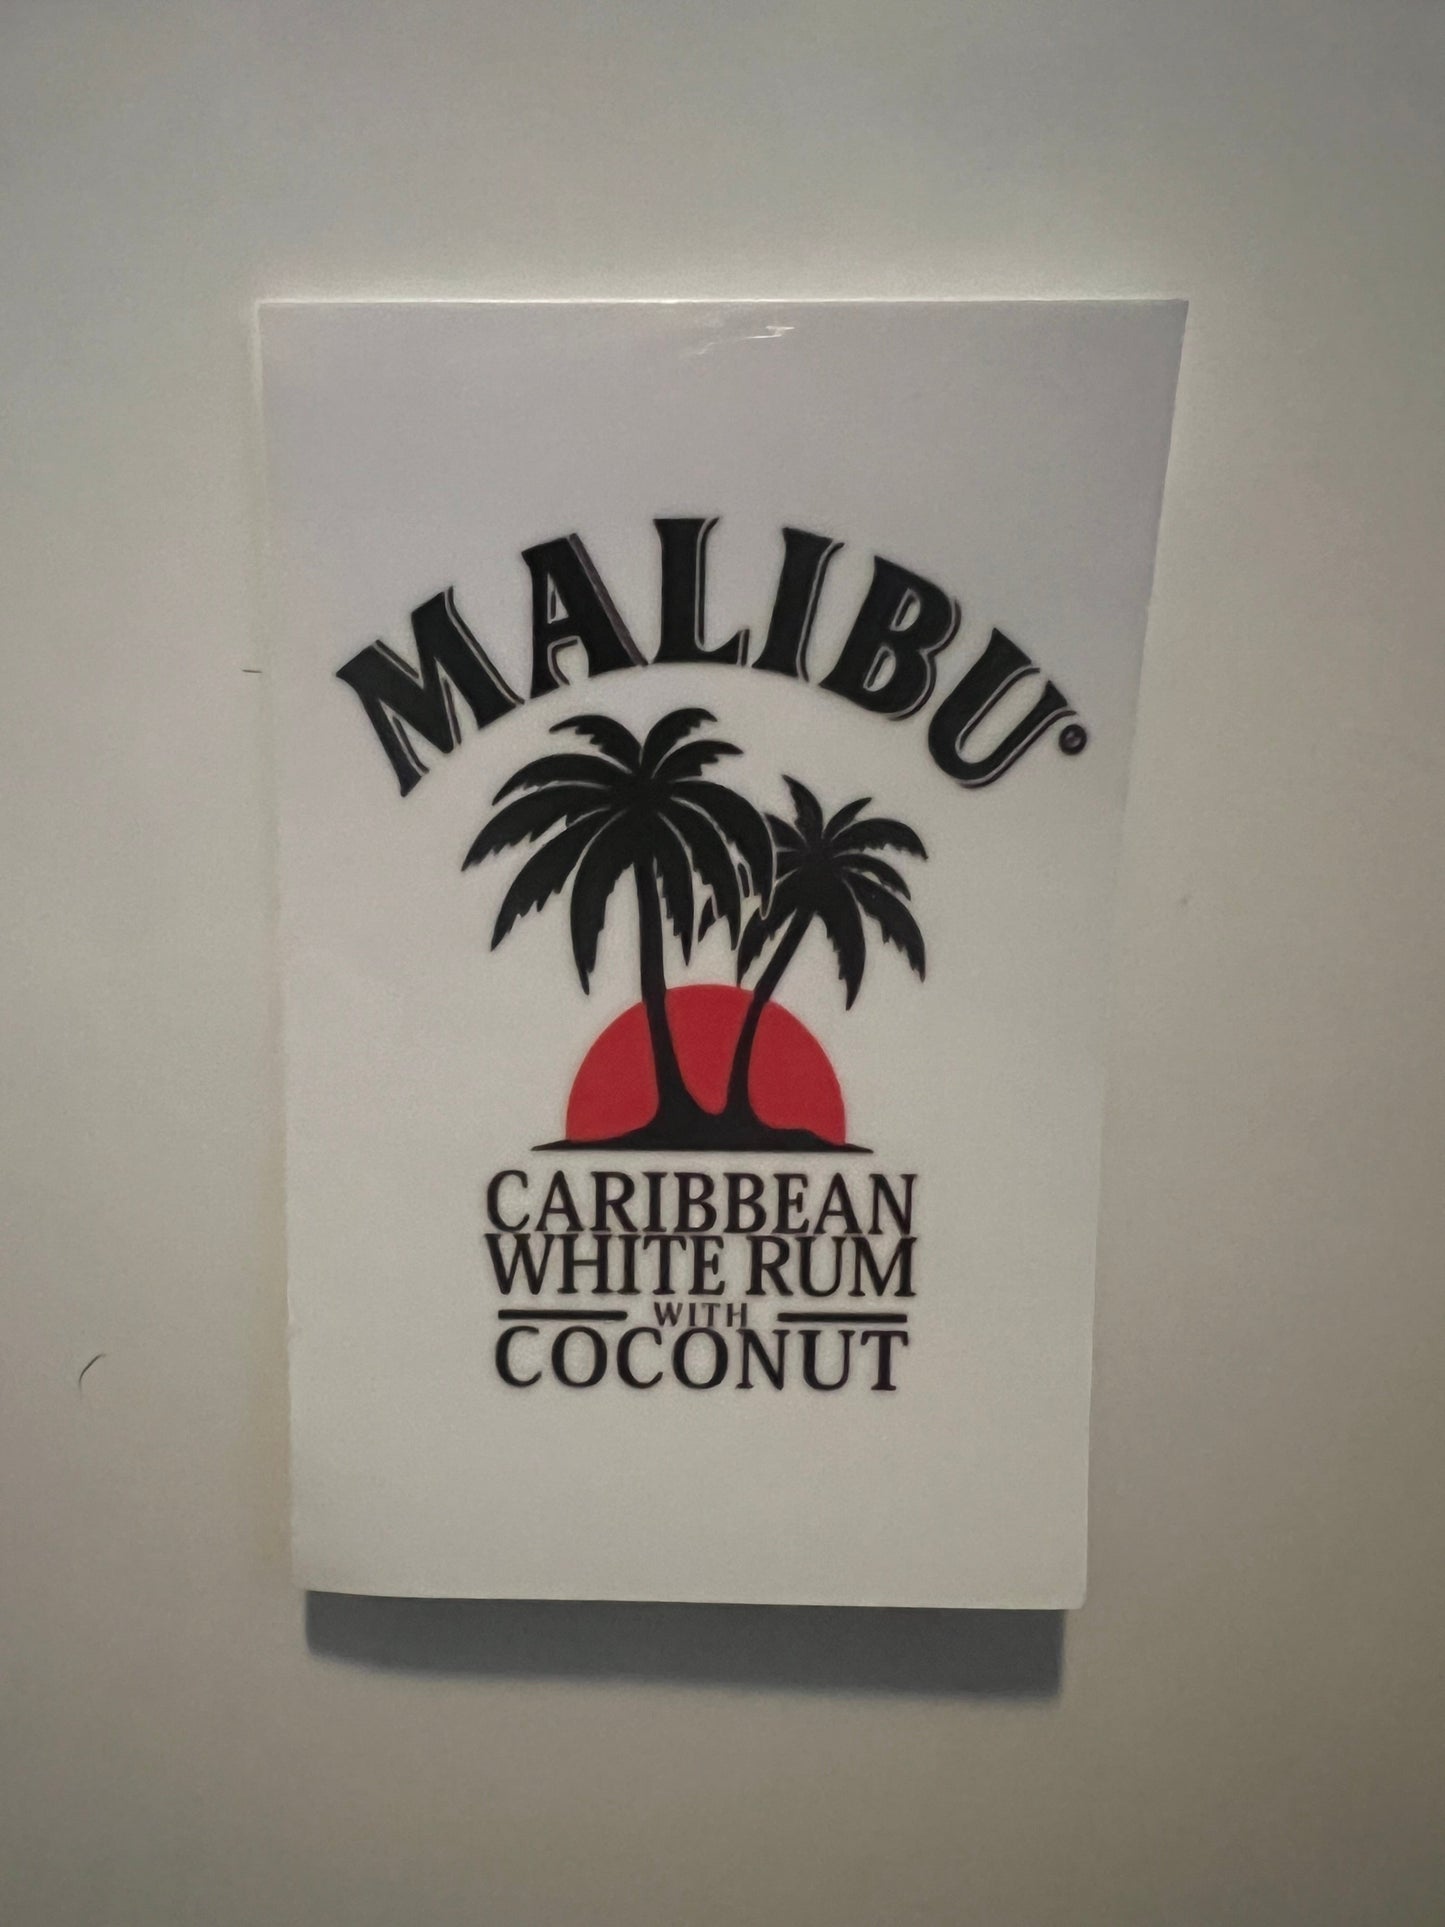 MALIBU®
CARIBBEAN
WHITE RUM
WITH
COCONUT